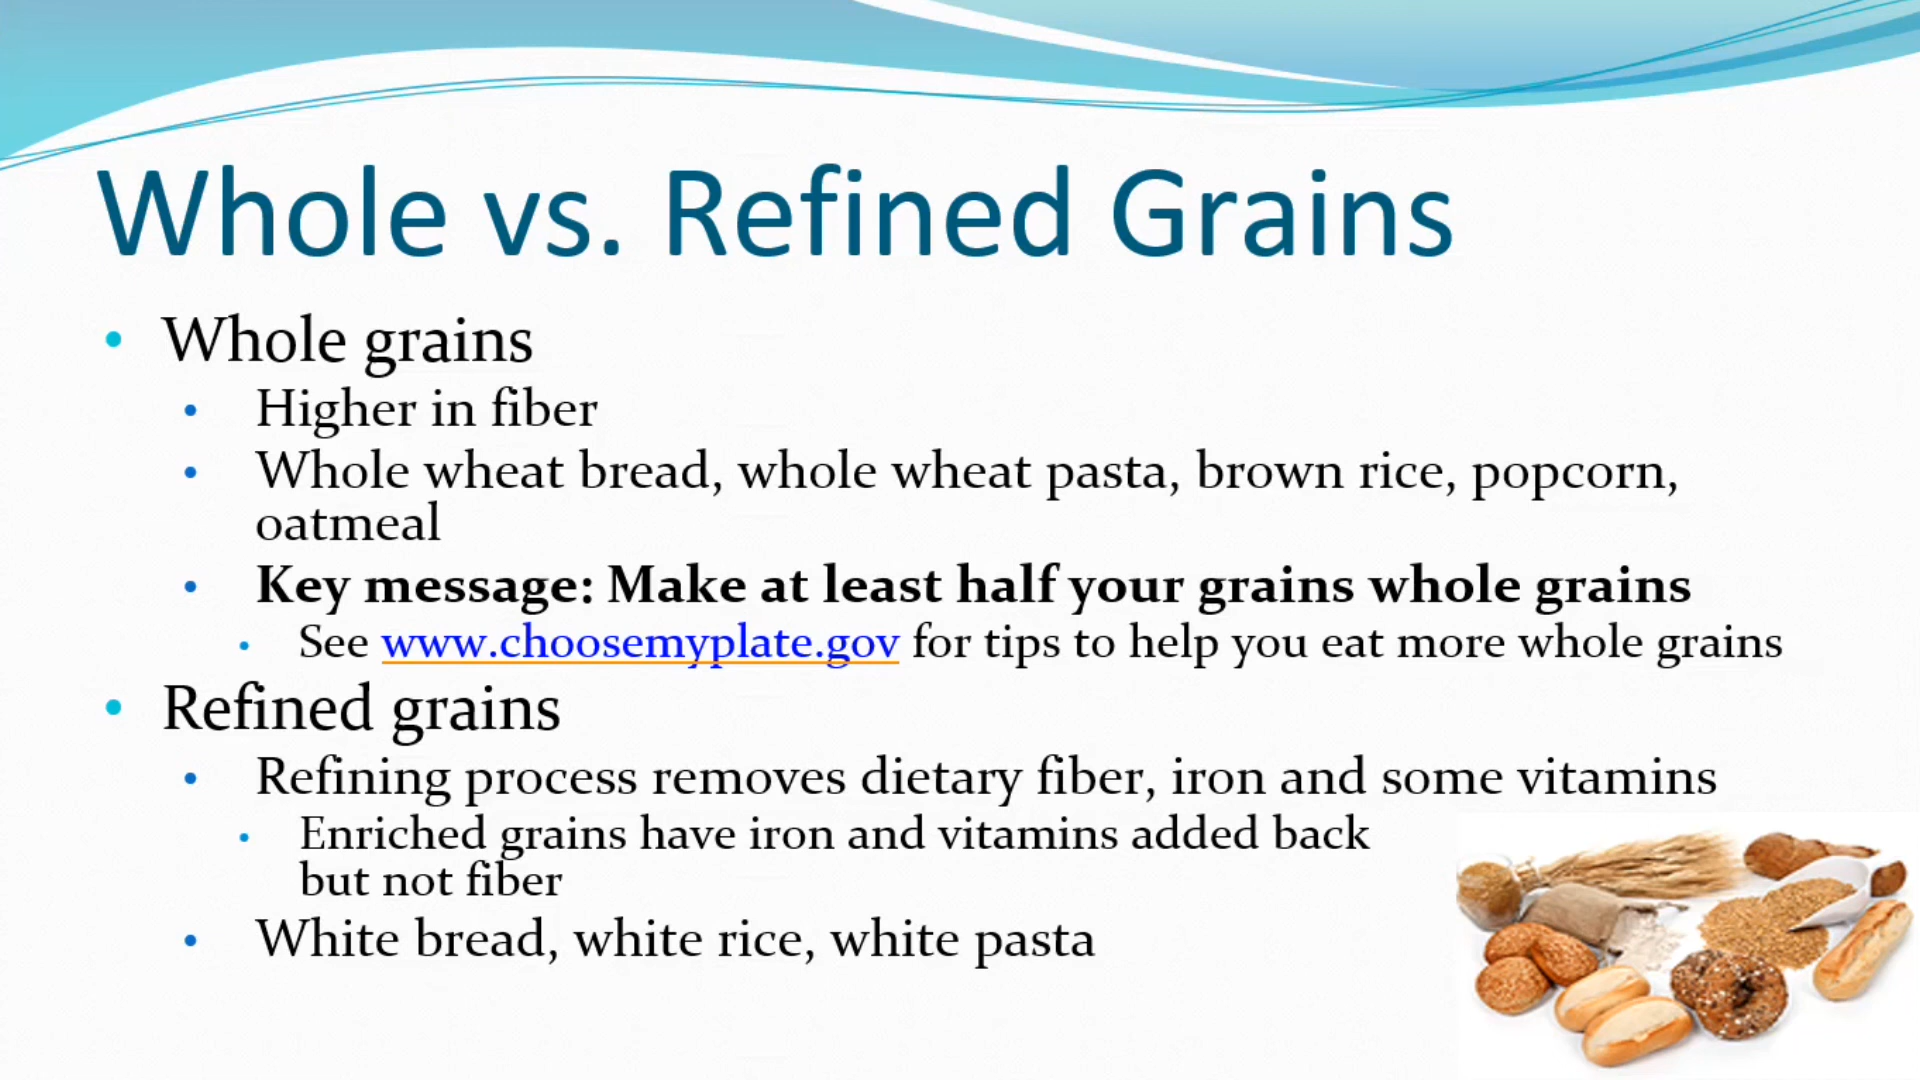 Whole vs. Refined Grains
• Whole grains
• Higher in fiber
• Whole wheat bread, whole wheat pasta, brown rice, popcorn,
oatmeal
• Key message: Make at least half your grains whole grains
• See www.choosemyplate.gov for tips to help you eat more whole grains
• Refined grains
• Refining process removes dietary fiber, iron and some vitamins
• Enriched grains have iron and vitamins added back
but not fiber
• White bread, white rice, white pasta